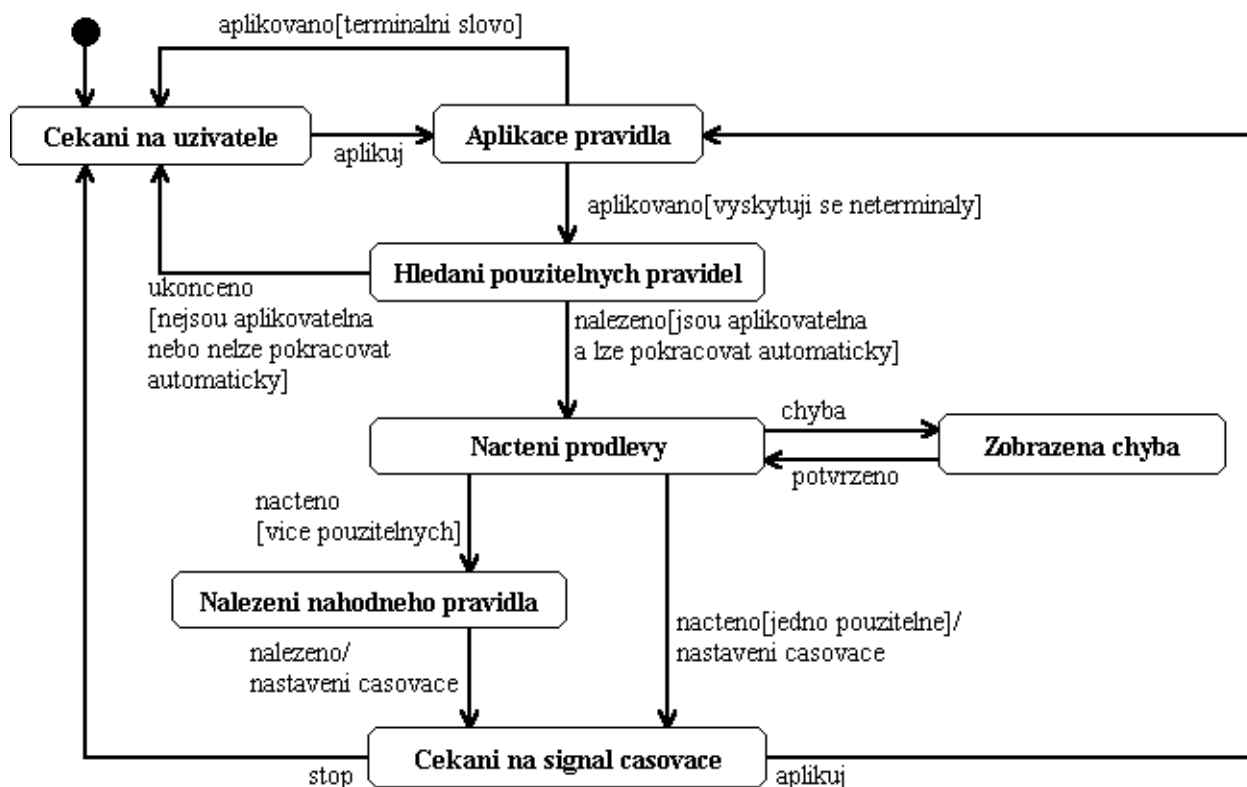 aplikovano[terminalni slovo]
Cekani na uzivatele
aplikuj
Aplikace pravidla
aplikovano[vyskytuji se neterminaly]
Hledani pouzitelnych pravidel
ukonceno
[nejsou aplikovatelna
nebo nelze pokracovat
automaticky]
nalezeno[jsou aplikovatelna
a lze pokracovat automaticky]
Nacteni prodlevy
chyba
Zobrazena chyba
potvrzeno
nacteno
[vice pouzitelnych]
Nalezeni nahodneho pravidla
nacteno[jedno pouzitelne]/
nastaveni casovace
nalezeno/
nastaveni casovace
Cekani na signal casovace
stop
aplikuj